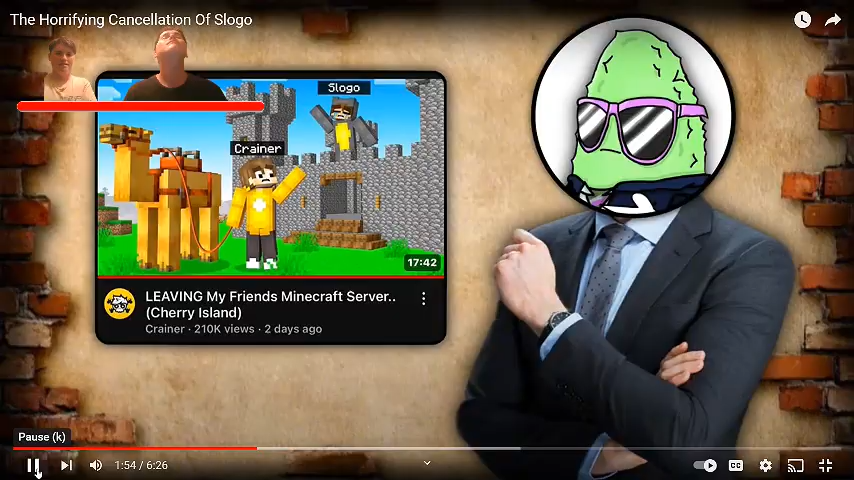 The Horrifying Cancellation Of Slogo
Slogo
Crainer
17:42
LEAVING My Friends Minecraft Server..
(Cherry Island)
Crainer · 210K views · 2 days ago
Pause (k)
1:54 / 6:26
CC